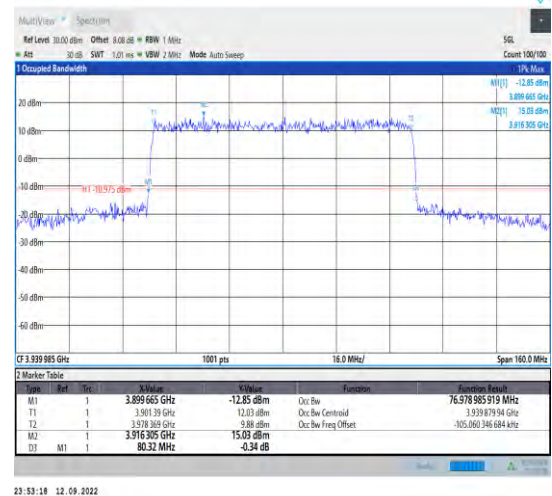 MultiView Spectrum
Ref Level 30.00 dBm Offset 8.08 dB RBW 1 MHz SGL
Att 30 dB SWT 1.01 ms VBW 2 MHz Mode Auto Sweep Count 100/100
1 Occupied Bandwidth 1Pk Max
M1[1] -12.85 dBm
3.899 665 GHz
M2[1] 15.03 dBm
3.916 305 GHz
20 dBm
10 dBm
0 dBm
-10 dBm
H1 -10.975 dBm
-20 dBm
-30 dBm
-40 dBm
-50 dBm
-60 dBm
CF 3.939 985 GHz 1001 pts 16.0 MHz/ Span 160.0 MHz
2 Marker Table
Type Ref Trc X-Value Y-Value Function Function Result
M1 1 3.899 665 GHz -12.85 dBm Occ Bw 76.978 985 919 MHz
T1 1 3.901 39 GHz 12.03 dBm Occ Bw Centroid 3.939 879 94 GHz
T2 1 3.978 369 GHz 9.88 dBm Occ Bw Freq Offset -105.060 346 684 kHz
M2 1 3.916 305 GHz 15.03 dBm
D3 M1 1 80.32 MHz -0.34 dB
23:53:18 12.09.2022